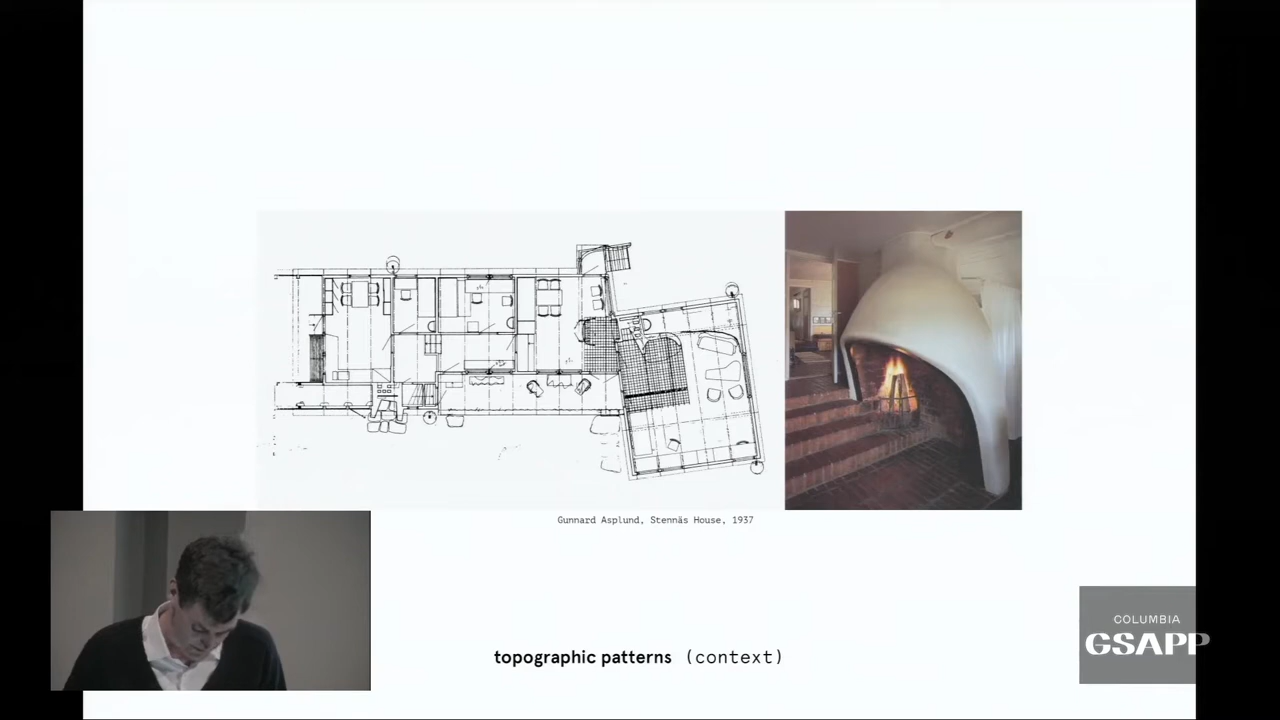 Gunnard Asplund, Stennäs House, 1937
topographic patterns (context)
COLUMBIA
GSAPP